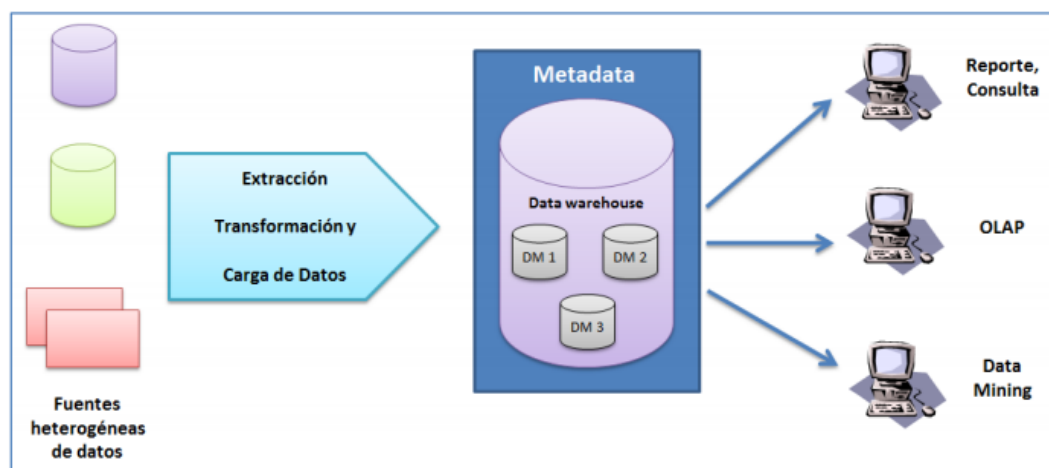 Fuentes
heterogéneas
de datos
Extracción
Transformación y
Carga de Datos
Metadata
Data warehouse
DM 1
DM 2
DM 3
Reporte,
Consulta
OLAP
Data
Mining